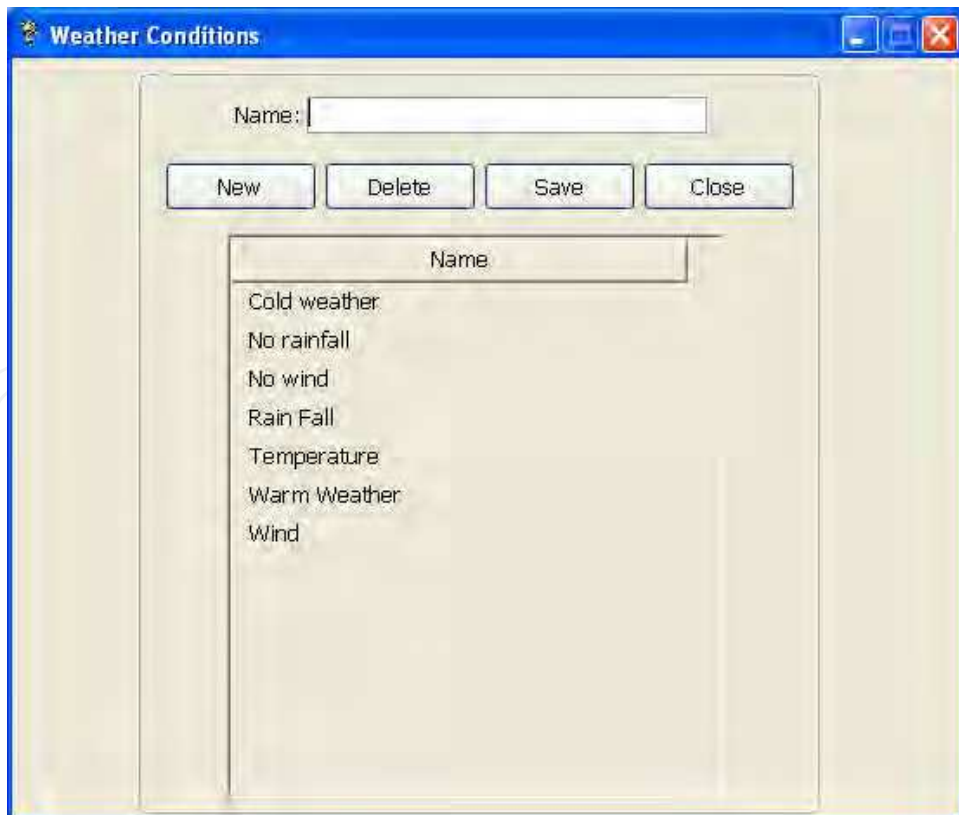 Weather Conditions
Name:
New Delete Save Close
Name
Cold weather
No rainfall
No wind
Rain Fall
Temperature
Warm Weather
Wind